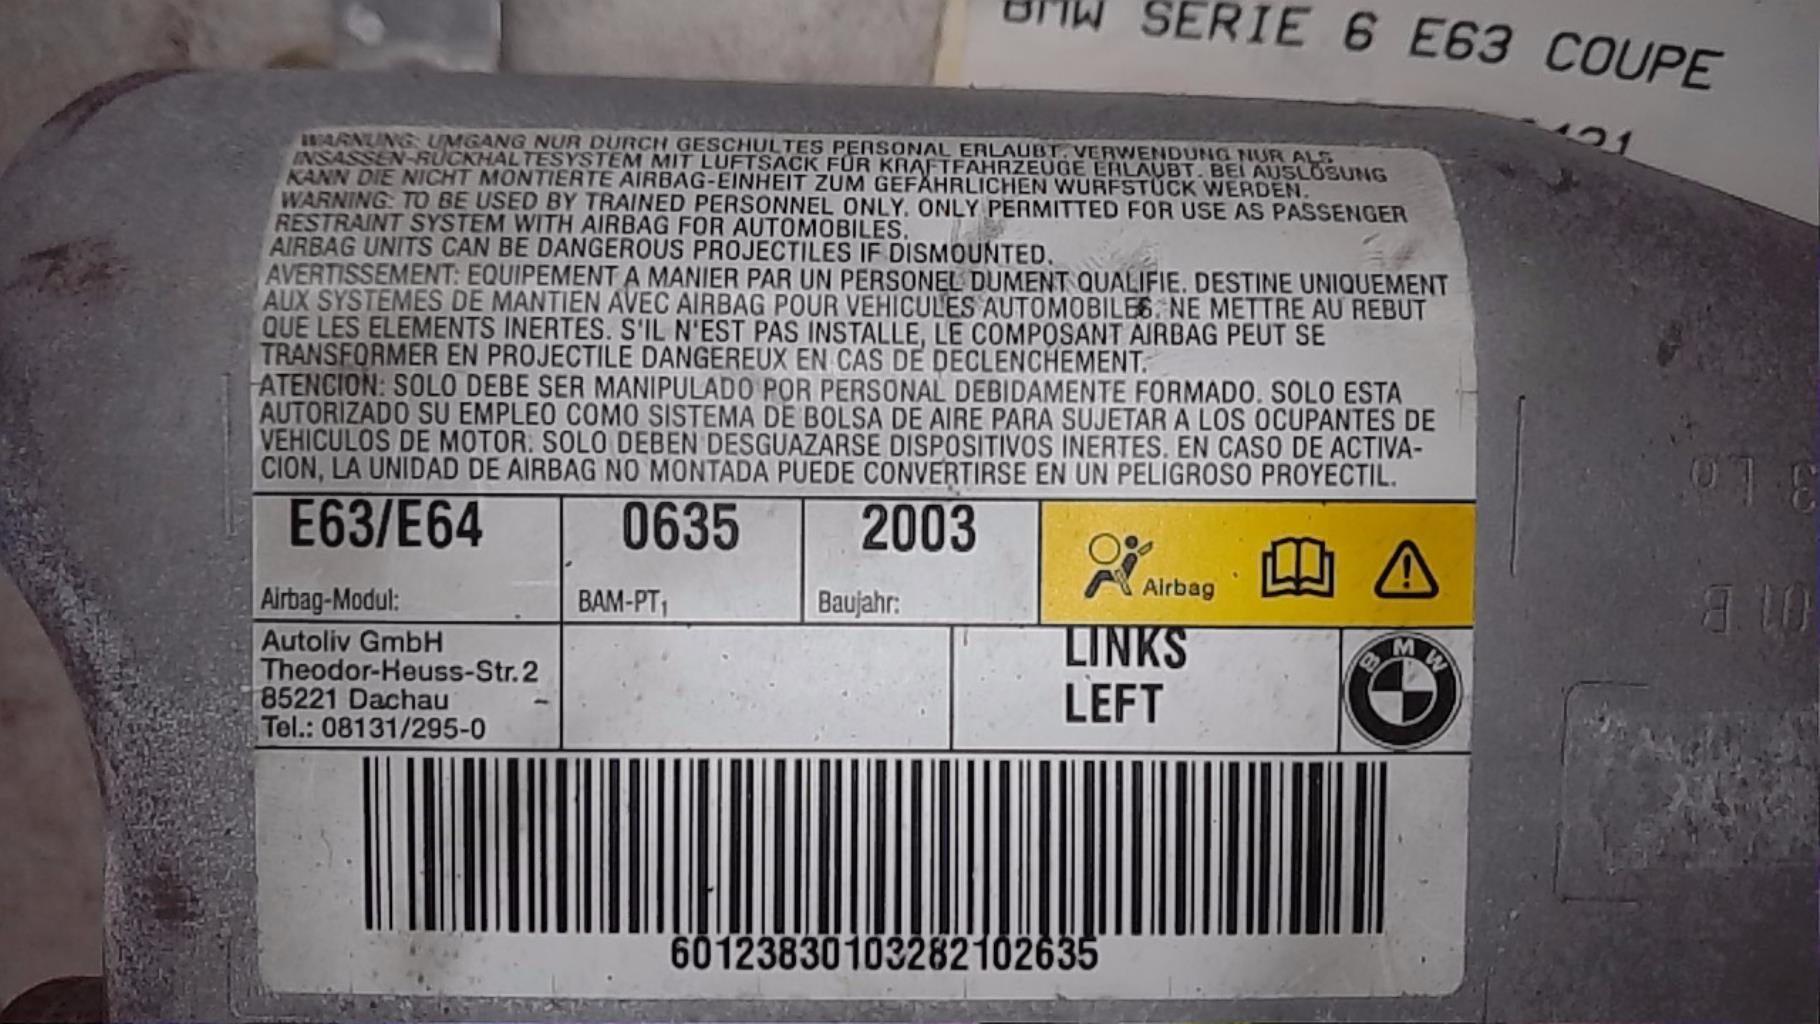 BMW SERIE 6 E63 COUPE
WARNUNG: UMGANG NUR DURCH GESCHULTES PERSONAL ERLAUBT. VERWENDUNG NUR ALS
INSASSEN-RÜCKHALTESYSTEM MIT LUFTSACK FÜR KRAFTFAHRZEUGE ERLAUBT. BEI AUSLÖSUNG
KANN DIE NICHT MONTIERTE AIRBAG-EINHEIT ZUM GEFÄHRLICHEN WURFSTÜCK WERDEN.
WARNING: TO BE USED BY TRAINED PERSONNEL ONLY. ONLY PERMITTED FOR USE AS PASSENGER
RESTRAINT SYSTEM WITH AIRBAG FOR AUTOMOBILES.
AIRBAG UNITS CAN BE DANGEROUS PROJECTILES IF DISMOUNTED.
AVERTISSEMENT: EQUIPEMENT A MANIER PAR UN PERSONEL DUMENT QUALIFIE. DESTINE UNIQUEMENT
AUX SYSTEMES DE MANTIEN AVEC AIRBAG POUR VEHICULES AUTOMOBILES. NE METTRE AU REBUT
QUE LES ELEMENTS INERTES. S'IL N'EST PAS INSTALLE, LE COMPOSANT AIRBAG PEUT SE
TRANSFORMER EN PROJECTILE DANGEREUX EN CAS DE DECLENCHEMENT.
ATENCION: SOLO DEBE SER MANIPULADO POR PERSONAL DEBIDAMENTE FORMADO. SOLO ESTA
AUTORIZADO SU EMPLEO COMO SISTEMA DE BOLSA DE AIRE PARA SUJETAR A LOS OCUPANTES DE
VEHICULOS DE MOTOR. SOLO DEBEN DESGUAZARSE DISPOSITIVOS INERTES. EN CASO DE ACTIVA-
CION, LA UNIDAD DE AIRBAG NO MONTADA PUEDE CONVERTIRSE EN UN PELIGROSO PROYECTIL.
E63/E64 0635 2003
Airbag-Modul: BAM-PT1 Baujahr: Airbag
Autoliv GmbH
Theodor-Heuss-Str.2
85221 Dachau
Tel.: 08131/295-0
LINKS
LEFT
BMW
60123830103282102635